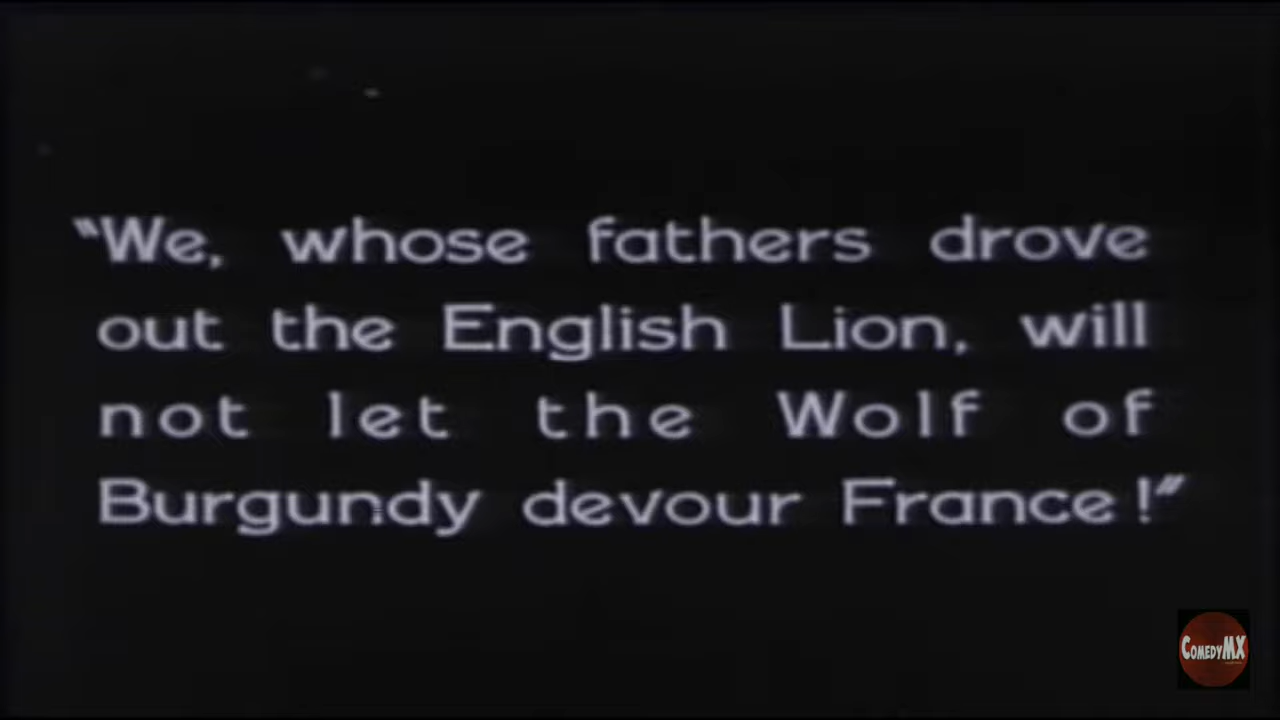 “We, whose fathers drove
out the English Lion, will
not let the Wolf of
Burgundy devour France!”
COMEDYMX